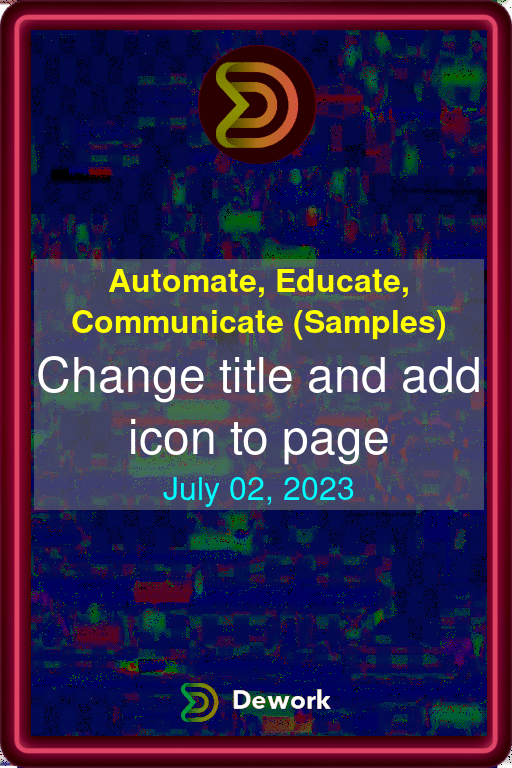 Automate, Educate,
Communicate (Samples)
Change title and add
icon to page
July 02, 2023
Dework